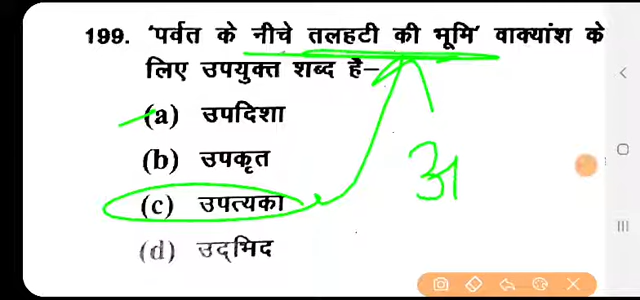 199. 'पर्वत के नीचे तलहटी की भूमि' वाक्यांश के
लिए उपयुक्त शब्द है–
(a) उपदिशा
(b) उपकृत
(c) उपत्यका
(d) उद्भिद
अ